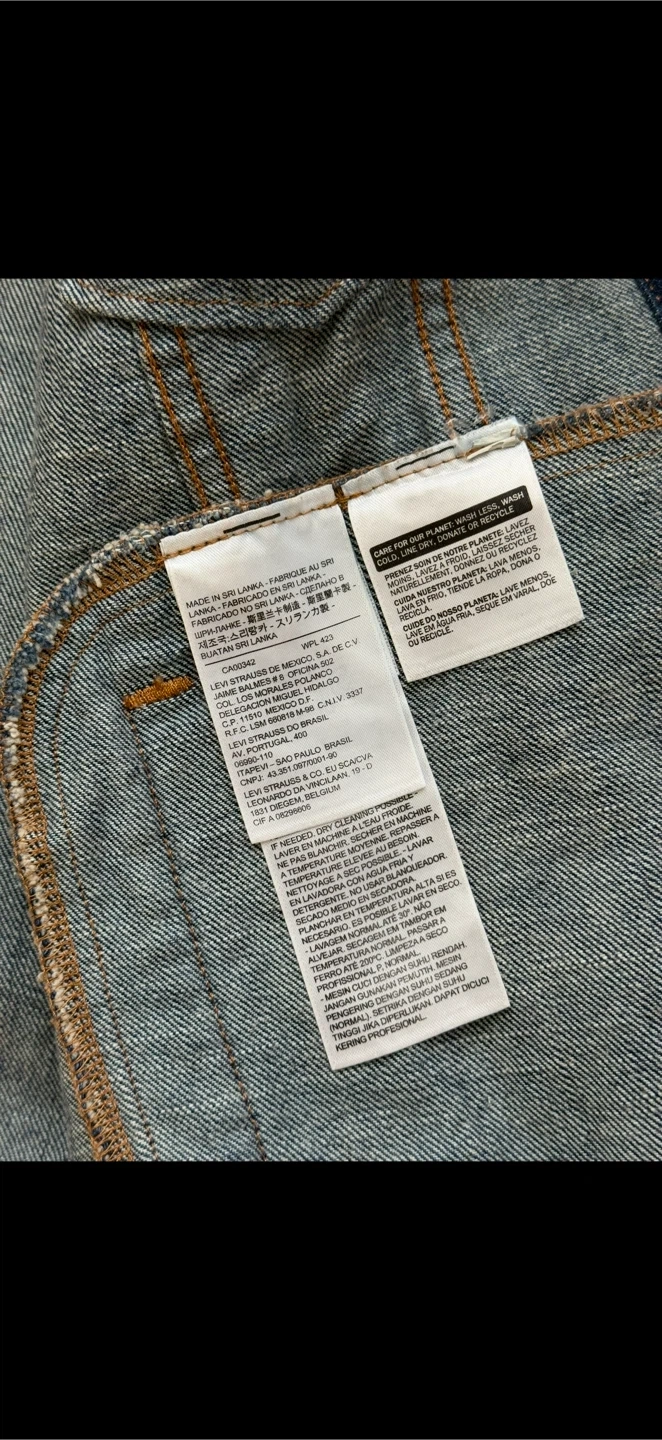 MADE IN SRI LANKA - FABRIQUE AU SRI
LANKA - FABRICADO EN SRI LANKA -
FABRICADO NO SRI LANKA - СДЕЛАНО В
ШРИ-ЛАНКЕ - 斯里兰卡制造 - 斯里蘭卡製 -
제조국:스리랑카 - スリランカ製 -
BUATAN SRI LANKA
CA00342 WPL 423
LEVI STRAUSS DE MEXICO, S.A. DE C.V.
JAIME BALMES # 8 OFICINA 502
COL. LOS MORALES POLANCO
DELEGACION MIGUEL HIDALGO
C.P. 11510 MEXICO D.F.
R.F.C. LSM 660818 M-98 C.N.I.V. 3337
LEVI STRAUSS DO BRASIL
AV. PORTUGAL, 400
06690-110
ITAPEVI – SAO PAULO BRASIL
CNPJ: 43.351.097/0001-90
LEVI STRAUSS & CO. EU SCA/CVA
LEONARDO DA VINCILAAN, 19 - D
1831 DIEGEM, BELGIUM
CIF A 08298606
IF NEEDED. DRY CLEANING POSSIBLE -
LAVER EN MACHINE A L'EAU FROIDE.
NE PAS BLANCHIR. SECHER EN MACHINE
A TEMPERATURE MOYENNE. REPASSER A
TEMPERATURE ELEVEE AU BESOIN.
NETTOYAGE A SEC POSSIBLE. - LAVAR
EN LAVADORA CON AGUA FRIA Y
DETERGENTE. NO USAR BLANQUEADOR.
SECADO MEDIO EN SECADORA.
PLANCHAR EN TEMPERATURA ALTA SI ES
NECESARIO. ES POSIBLE LAVAR EN SECO.
- LAVAGEM NORMALATÉ 30°. NÃO
ALVEJAR. SECAGEM EM TAMBOR EM
TEMPERATURA NORMAL. PASSAR A
FERRO ATÉ 200ºC. LIMPEZA A SECO
PROFISSIONAL P. NORMAL.
- MESIN CUCI DENGAN SUHU RENDAH.
JANGAN GUNAKAN PEMUTIH. MESIN
PENGERING DENGAN SUHU SEDANG
(NORMAL). SETRIKA DENGAN SUHU
TINGGI JIKA DIPERLUKAN. DAPAT DICUCI
KERING PROFESIONAL.
CARE FOR OUR PLANET: WASH LESS, WASH
COLD, LINE DRY, DONATE OR RECYCLE
PRENEZ SOIN DE NOTRE PLANETE: LAVEZ
MOINS, LAVEZ A FROID, LAISSEZ SÉCHER
NATURELLEMENT DONNEZ OU RECYCLEZ
CUIDA NUESTRO PLANETA: LAVA MENOS,
LAVA EN FRIO, TIENDE LA ROPA, DONA O
RECICLA.
CUIDE DO NOSSO PLANETA: LAVE MENOS,
LAVE EM ÁGUA FRIA, SEQUE EM VARAL, DOE
OU RECICLE.